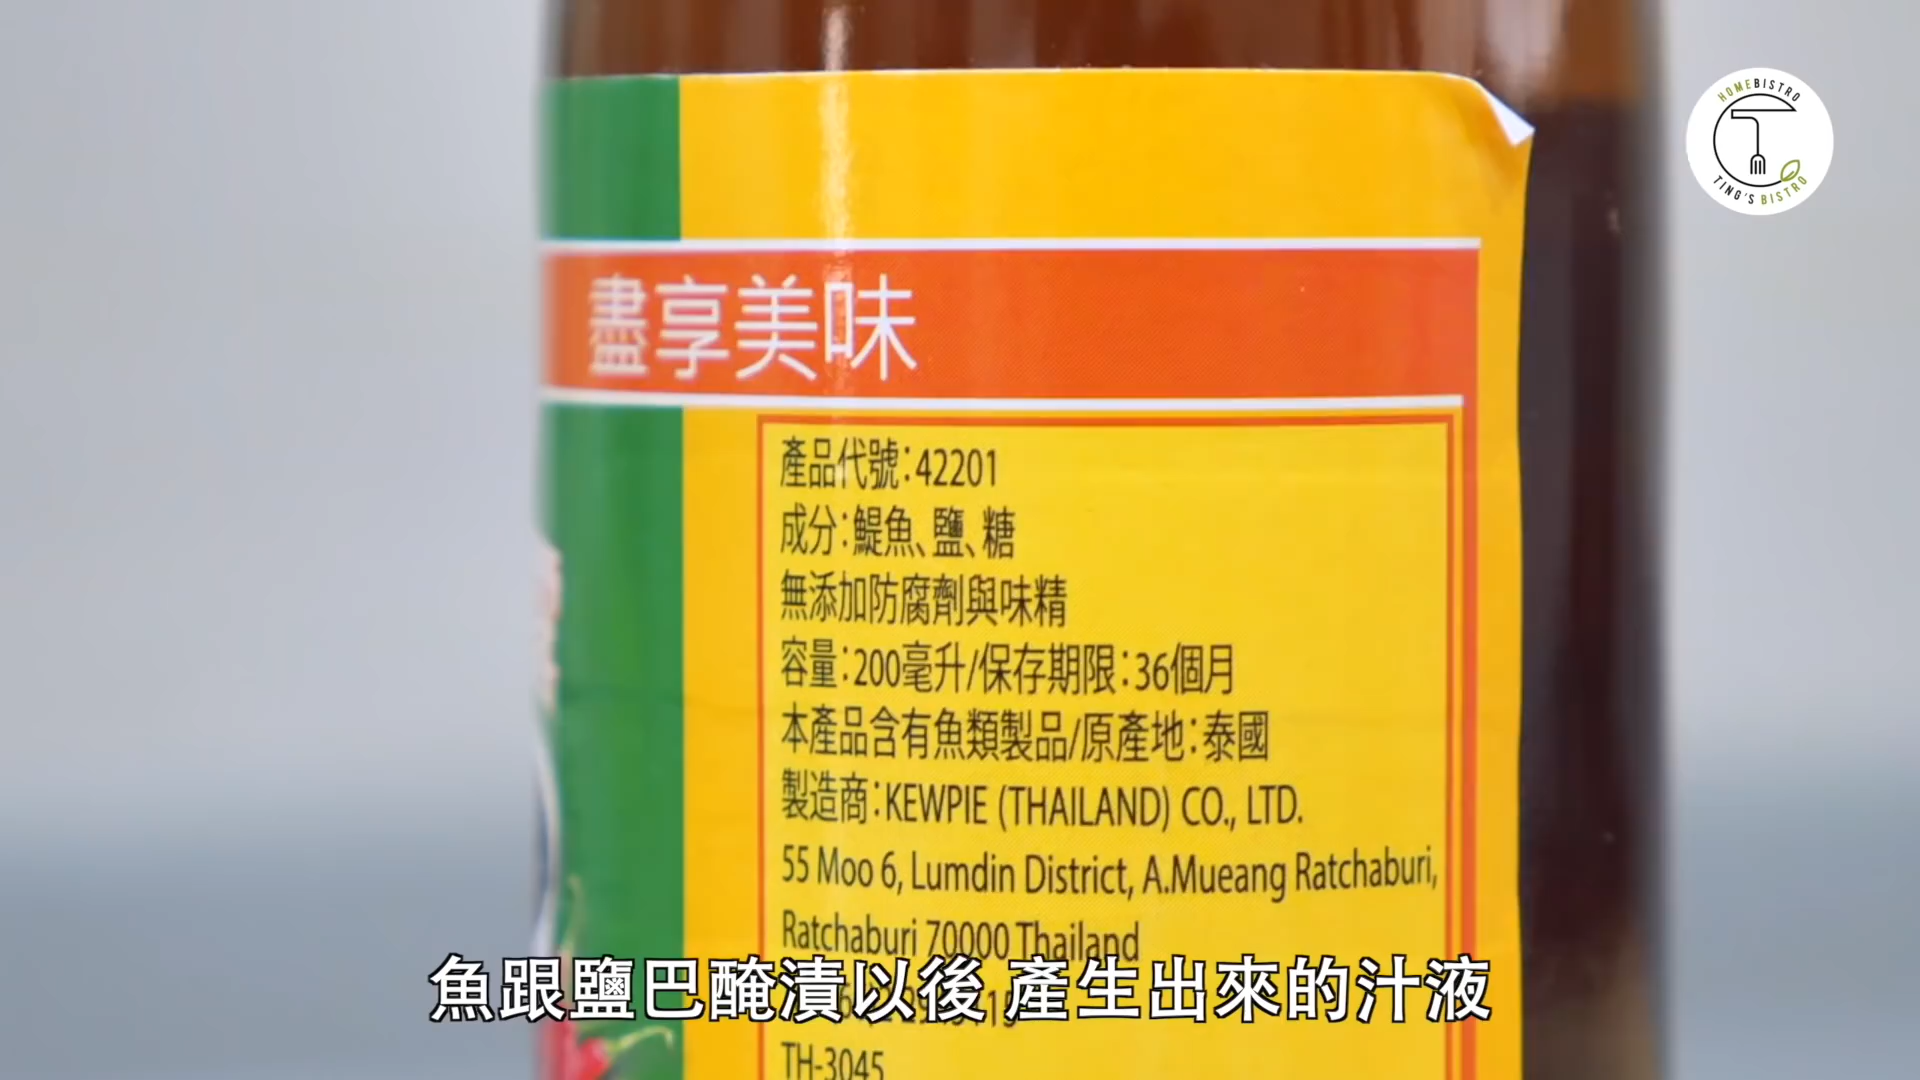 HOMEBISTRO
TING'S BISTRO
盡享美味
產品代號:42201
成分:鯷魚、鹽、糖
無添加防腐劑與味精
容量:200毫升/保存期限:36個月
本產品含有魚類製品/原產地:泰國
製造商:KEWPIE (THAILAND) CO., LTD.
55 Moo 6, Lumdin District, A.Mueang Ratchaburi,
Ratchaburi 70000 Thailand
魚跟鹽巴醃漬以後 產生出來的汁液
TH-3045